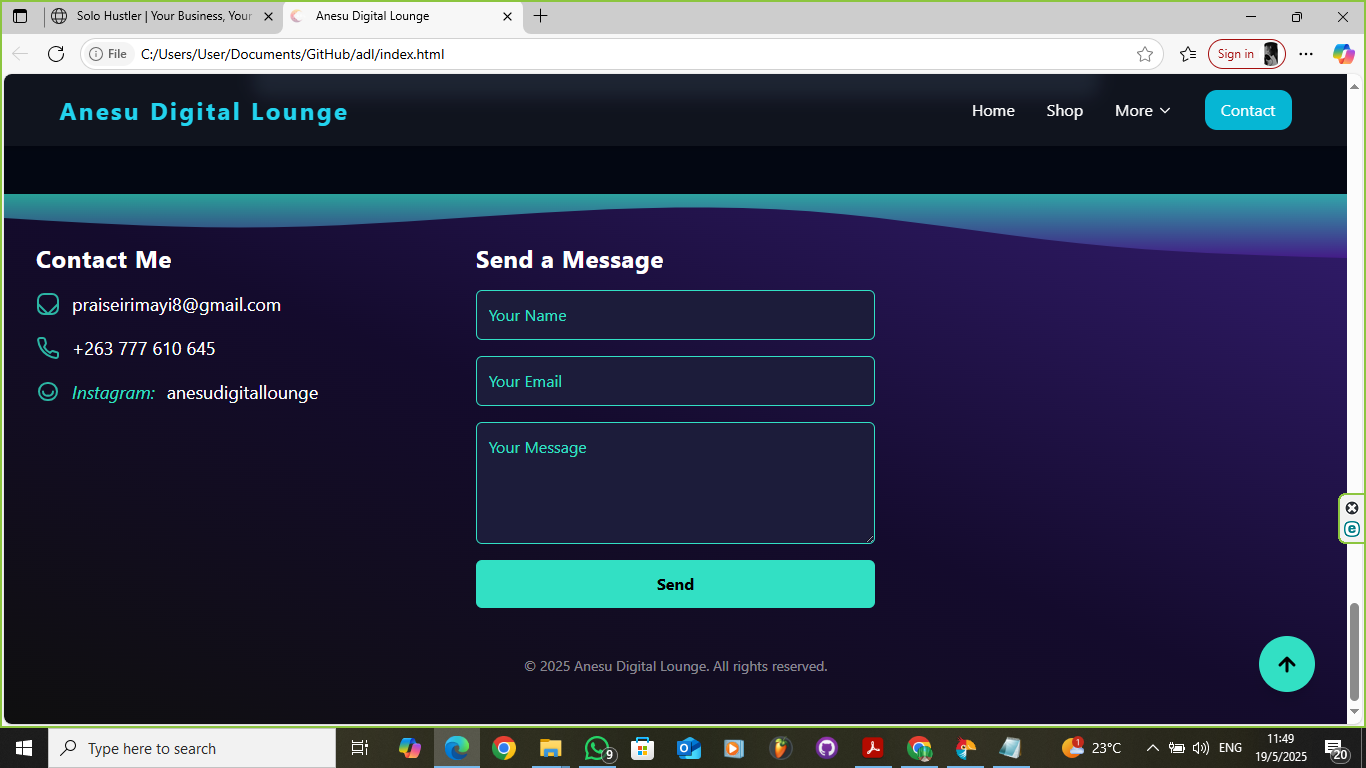 Solo Hustler | Your Business, Your
Anesu Digital Lounge
File
C:/Users/User/Documents/GitHub/adl/index.html
Sign in
Anesu Digital Lounge
Home
Shop
More
Contact
Contact Me
praiseirimayi8@gmail.com
+263 777 610 645
Instagram: anesudigitallounge
Send a Message
Your Name
Your Email
Your Message
Send
© 2025 Anesu Digital Lounge. All rights reserved.
Type here to search
9
1
23°C
ENG
11:49
19/5/2025
20